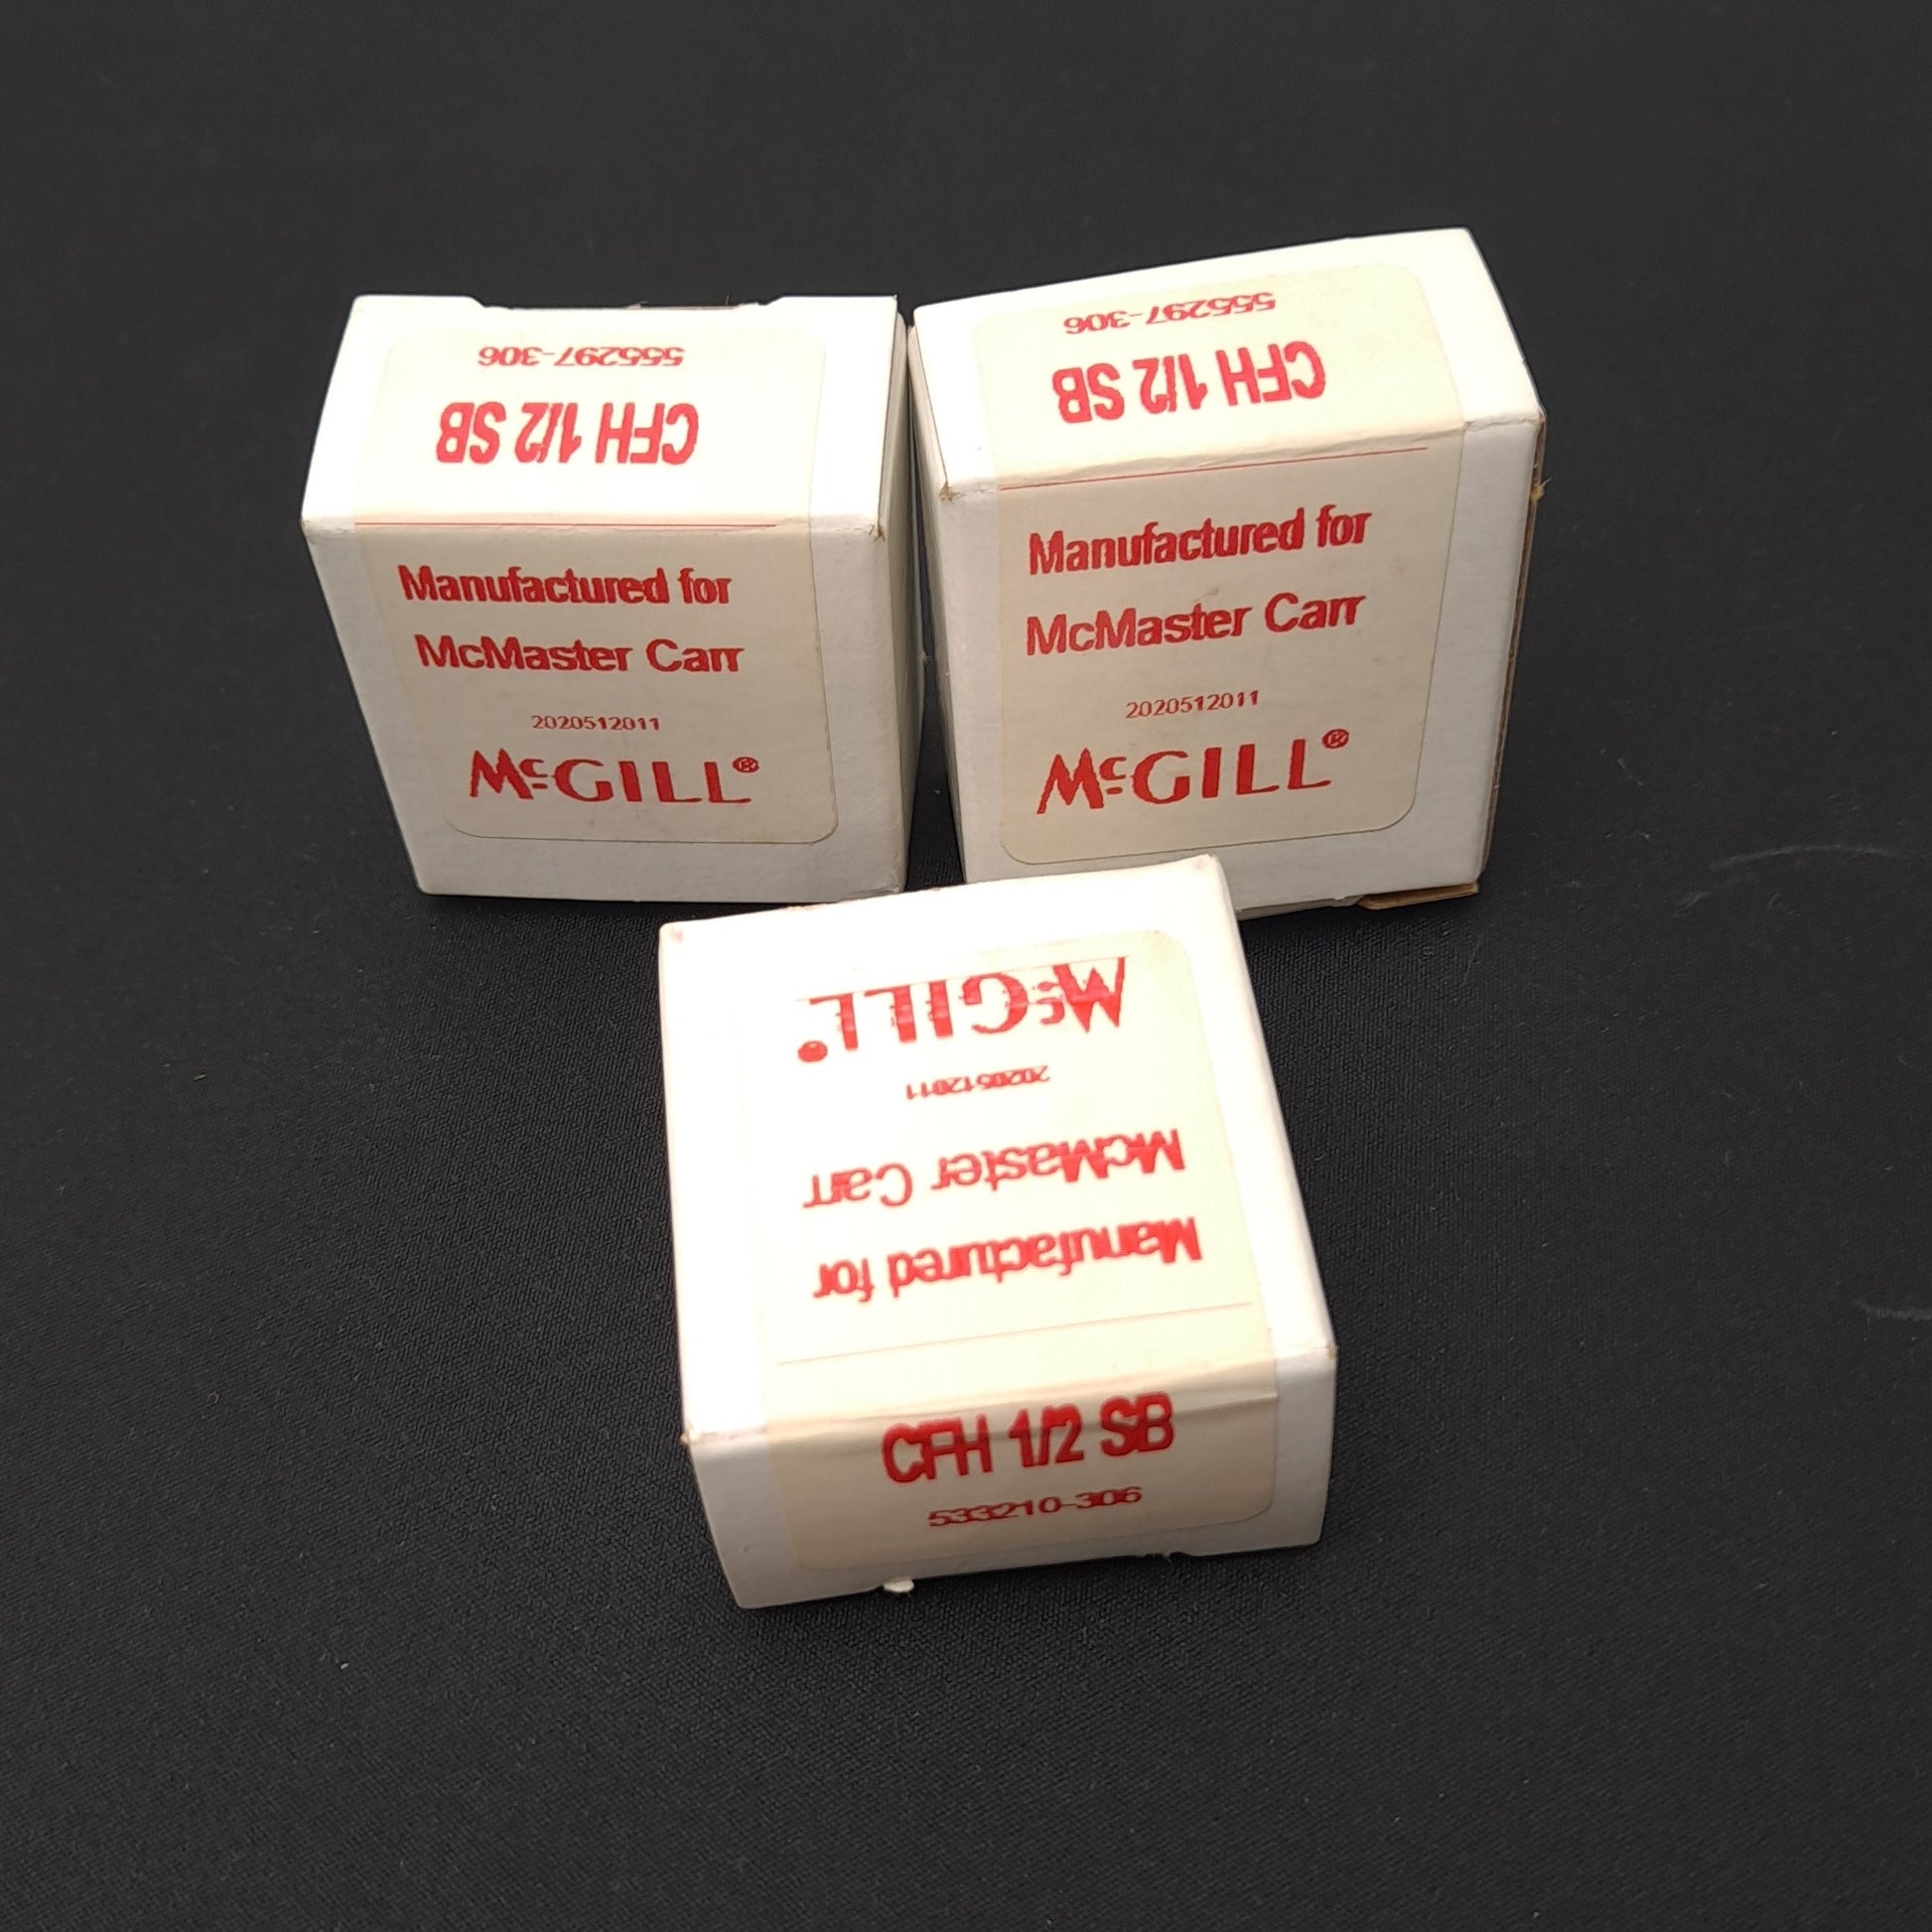 555297-306
CFH 1/2 SB
Manufactured for
McMaster Carr
2020512011
McGILL®
555297-306
CFH 1/2 SB
Manufactured for
McMaster Carr
2020512011
McGILL®
McGILL®
2020512011
McMaster Carr
Manufactured for
CFH 1/2 SB
533210-306